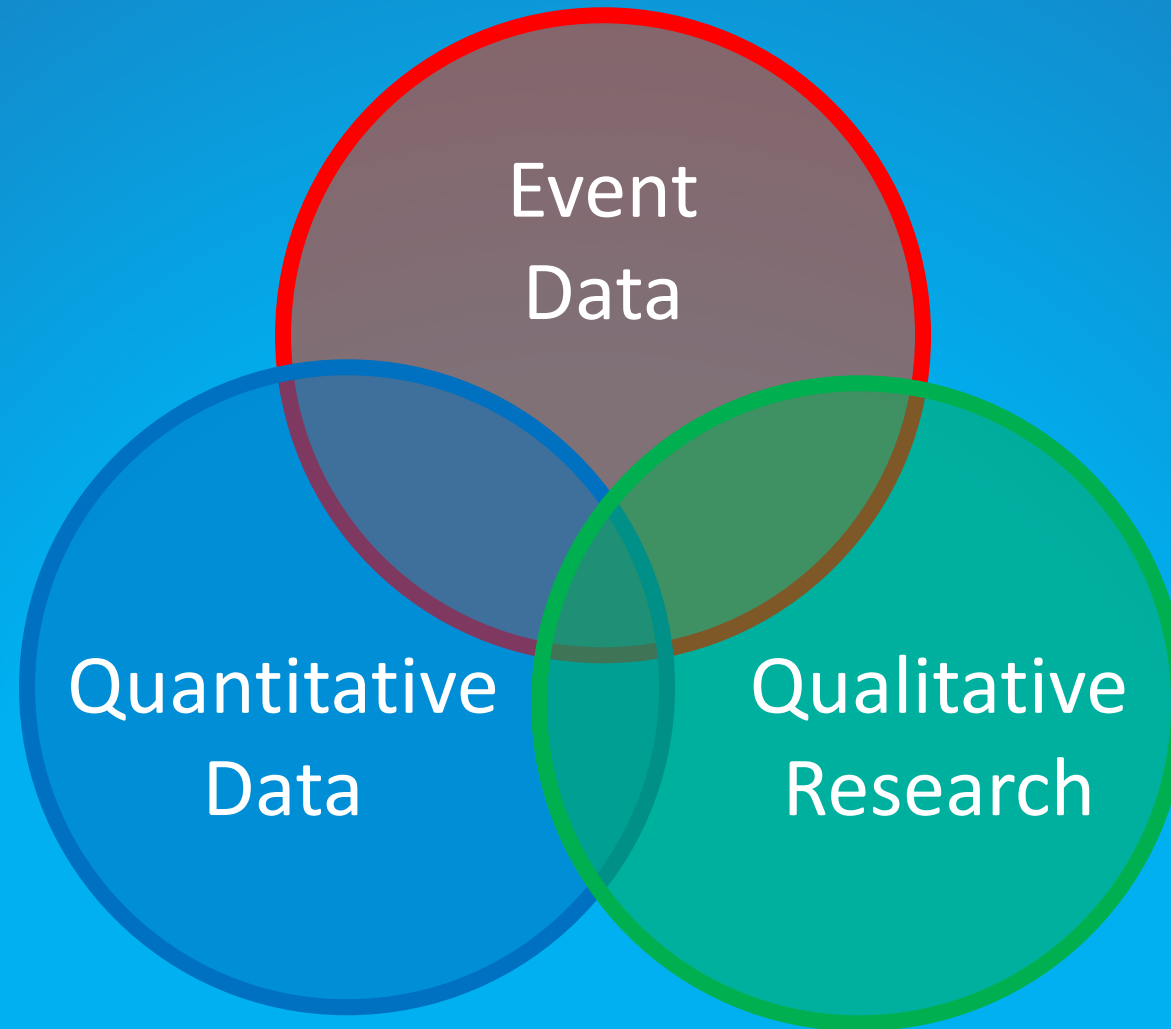 Event
Data
Quantitative
Data
Qualitative
Research